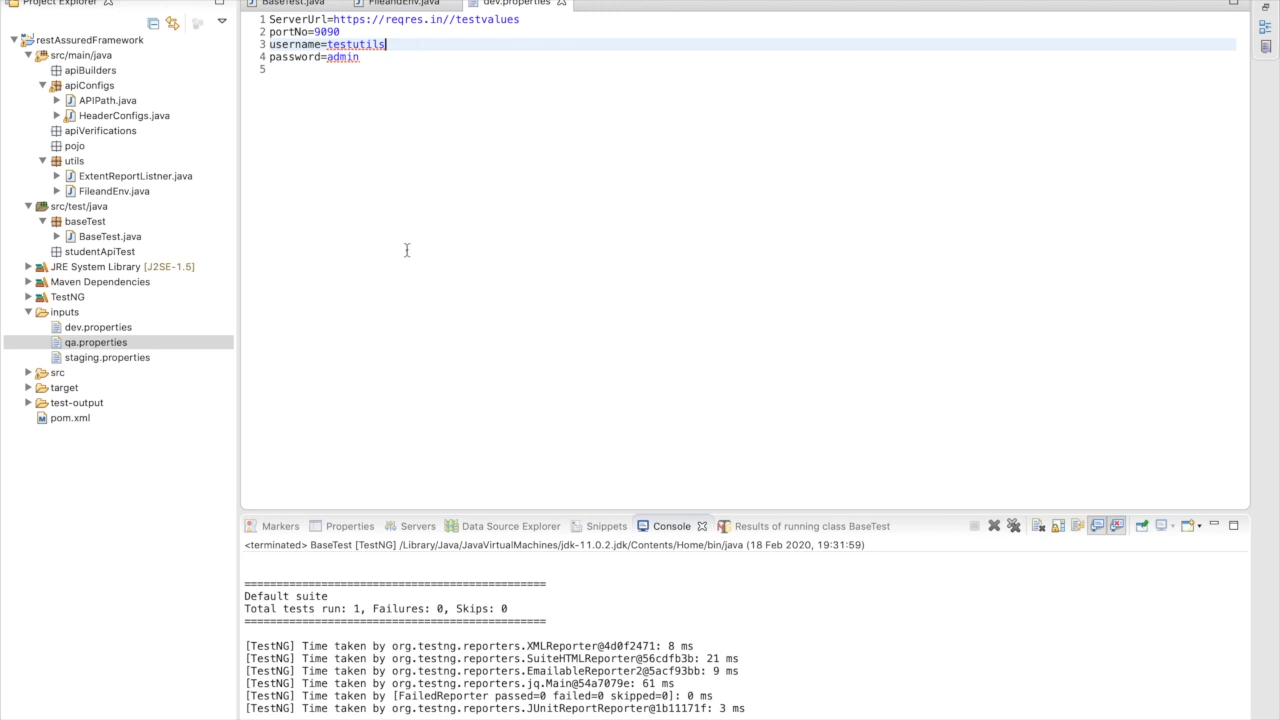 Project Explorer
BaseTest.java
FileandEnv.java
dev.properties
restAssuredFramework
src/main/java
apiBuilders
apiConfigs
APIPath.java
HeaderConfigs.java
apiVerifications
pojo
utils
ExtentReportListner.java
FileandEnv.java
src/test/java
baseTest
BaseTest.java
studentApiTest
JRE System Library [J2SE-1.5]
Maven Dependencies
TestNG
inputs
dev.properties
qa.properties
staging.properties
src
target
test-output
pom.xml
1 ServerUrl=https://reqres.in//testvalues
2 portNo=9090
3 username=testutils
4 password=admin
5
Markers Properties Servers Data Source Explorer Snippets Console Results of running class BaseTest
<terminated> BaseTest [TestNG] /Library/Java/JavaVirtualMachines/jdk-11.0.2.jdk/Contents/Home/bin/java (18 Feb 2020, 19:31:59)
===============================================
Default suite
Total tests run: 1, Failures: 0, Skips: 0
===============================================
[TestNG] Time taken by org.testng.reporters.XMLReporter@4d0f2471: 8 ms
[TestNG] Time taken by org.testng.reporters.SuiteHTMLReporter@56cdfb3b: 21 ms
[TestNG] Time taken by org.testng.reporters.EmailableReporter2@5acf93bb: 9 ms
[TestNG] Time taken by org.testng.reporters.jq.Main@54a7079e: 61 ms
[TestNG] Time taken by [FailedReporter passed=0 failed=0 skipped=0]: 0 ms
[TestNG] Time taken by org.testng.reporters.JUnitReportReporter@1b11171f: 3 ms